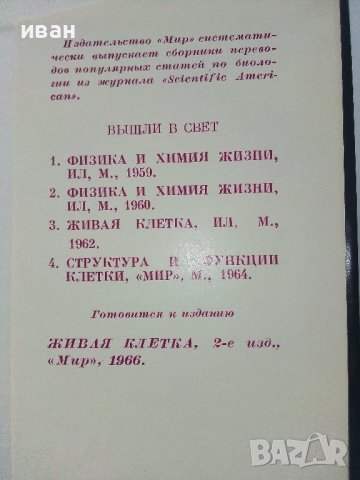 иван
Издательство «Мир» системати-
чески выпускает сборники перево-
дов популярных статей по биоло-
гии из журнала «Scientific Ameri-
can».
ВЫШЛИ В СВЕТ
1. ФИЗИКА И ХИМИЯ ЖИЗНИ,
ИЛ, М., 1959.
2. ФИЗИКА И ХИМИЯ ЖИЗНИ,
ИЛ, М., 1960.
3. ЖИВАЯ КЛЕТКА, ИЛ, М.,
1962.
4. СТРУКТУРА И ФУНКЦИИ
КЛЕТКИ, «МИР», М., 1964.
Готовится к изданию
ЖИВАЯ КЛЕТКА, 2-е изд.,
«Мир», 1966.
BAZAR